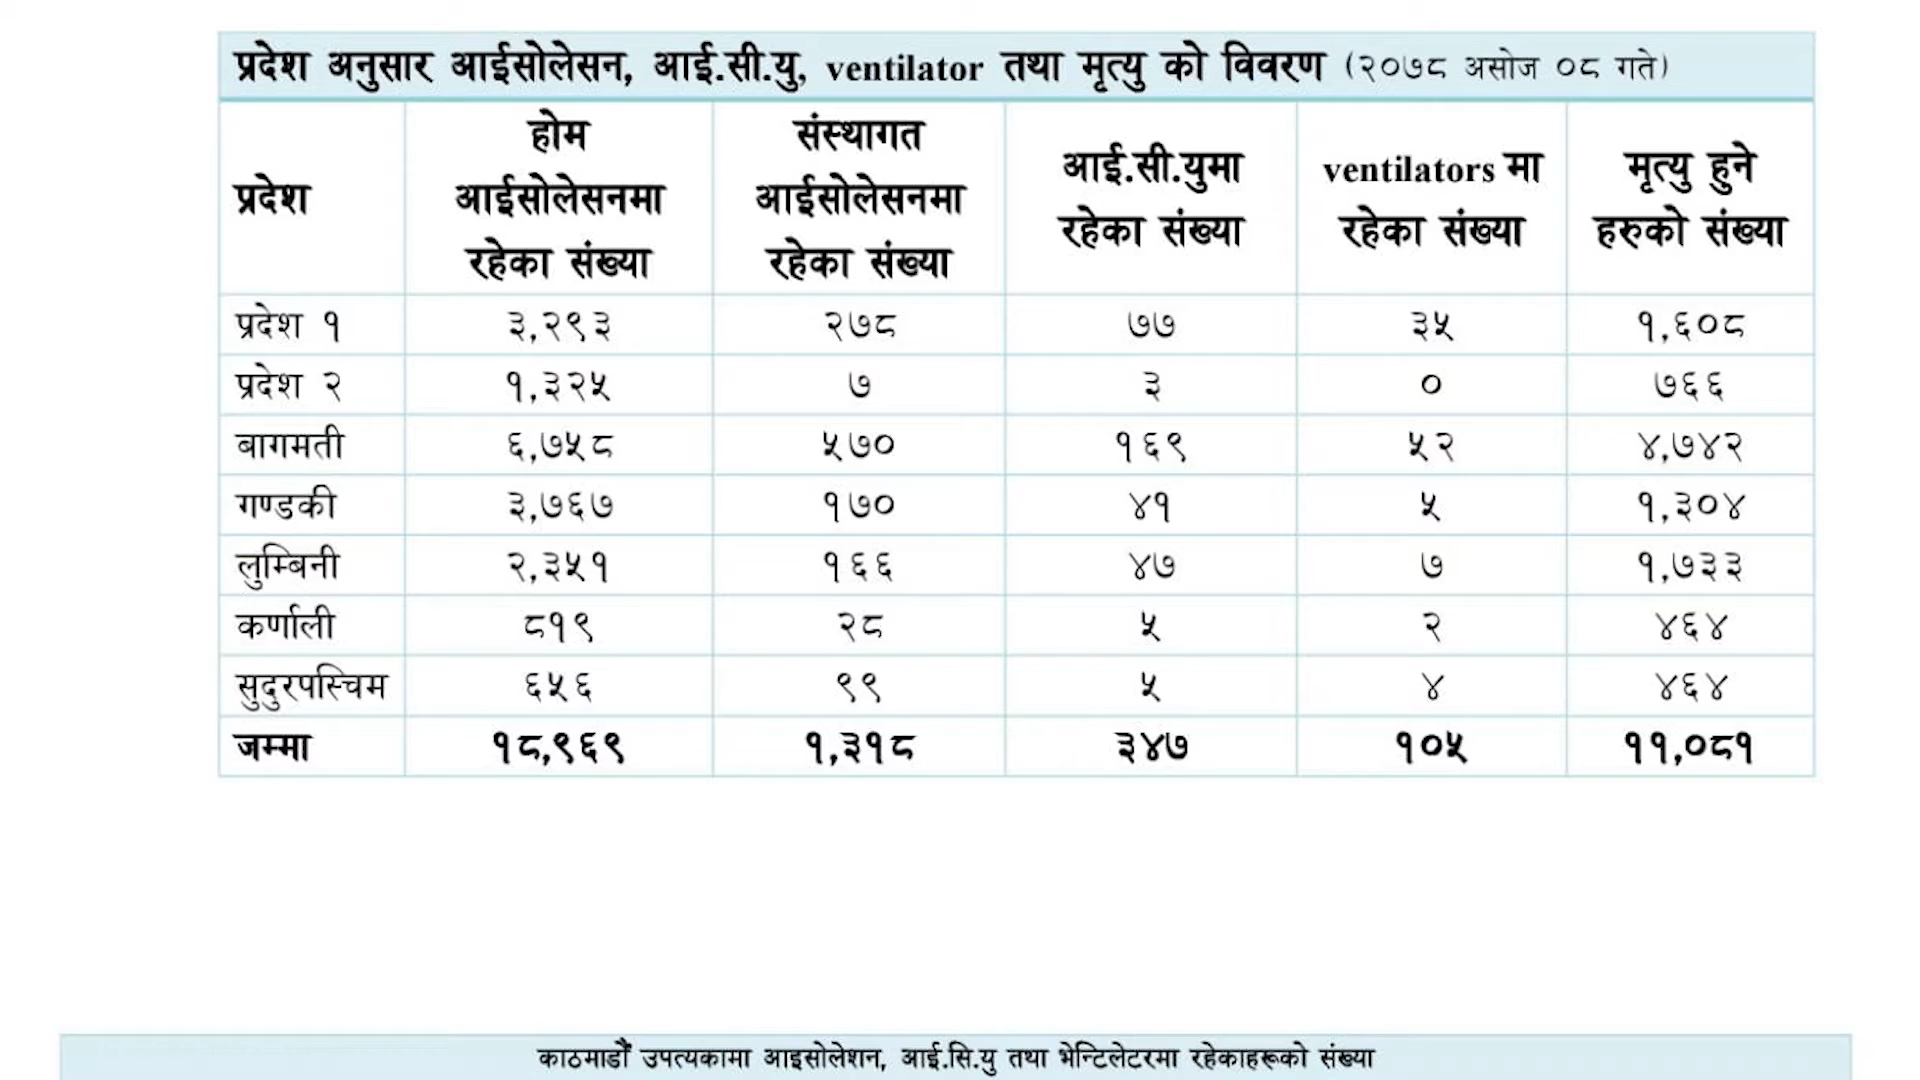 प्रदेश अनुसार आईसोलेसन, आई.सी.यु, ventilator तथा मृत्यु को विवरण (२०७८ असोज ०८ गते)
प्रदेश होम आईसोलेसनमा रहेका संख्या संस्थागत आईसोलेसनमा रहेका संख्या आई.सी.युमा रहेका संख्या ventilators मा रहेका संख्या मृत्यु हुने हरुको संख्या
प्रदेश १ ३,२९३ २७८ ७७ ३५ १,६०८
प्रदेश २ १,३२५ ७ ३ ० ७६६
बागमती ६,७५८ ५७० १६९ ५२ ४,७४२
गण्डकी ३,७६७ १७० ४१ ५ १,३०४
लुम्बिनी २,३५१ १६६ ४७ ७ १,७३३
कर्णाली ८१९ २८ ५ २ ४६४
सुदुरपस्चिम ६५६ ९९ ५ ४ ४६४
जम्मा १८,९६९ १,३१८ ३४७ १०५ ११,०८१
काठमाडौं उपत्यकामा आइसोलेशन, आई.सि.यु तथा भेन्टिलेटरमा रहेकाहरूको संख्या